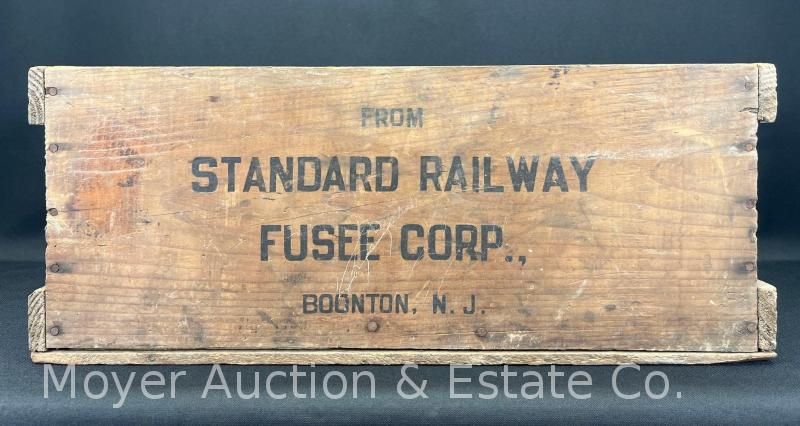 FROM
STANDARD RAILWAY
FUSEE CORP.,
BOONTON, N. J.
Moyer Auction & Estate Co.